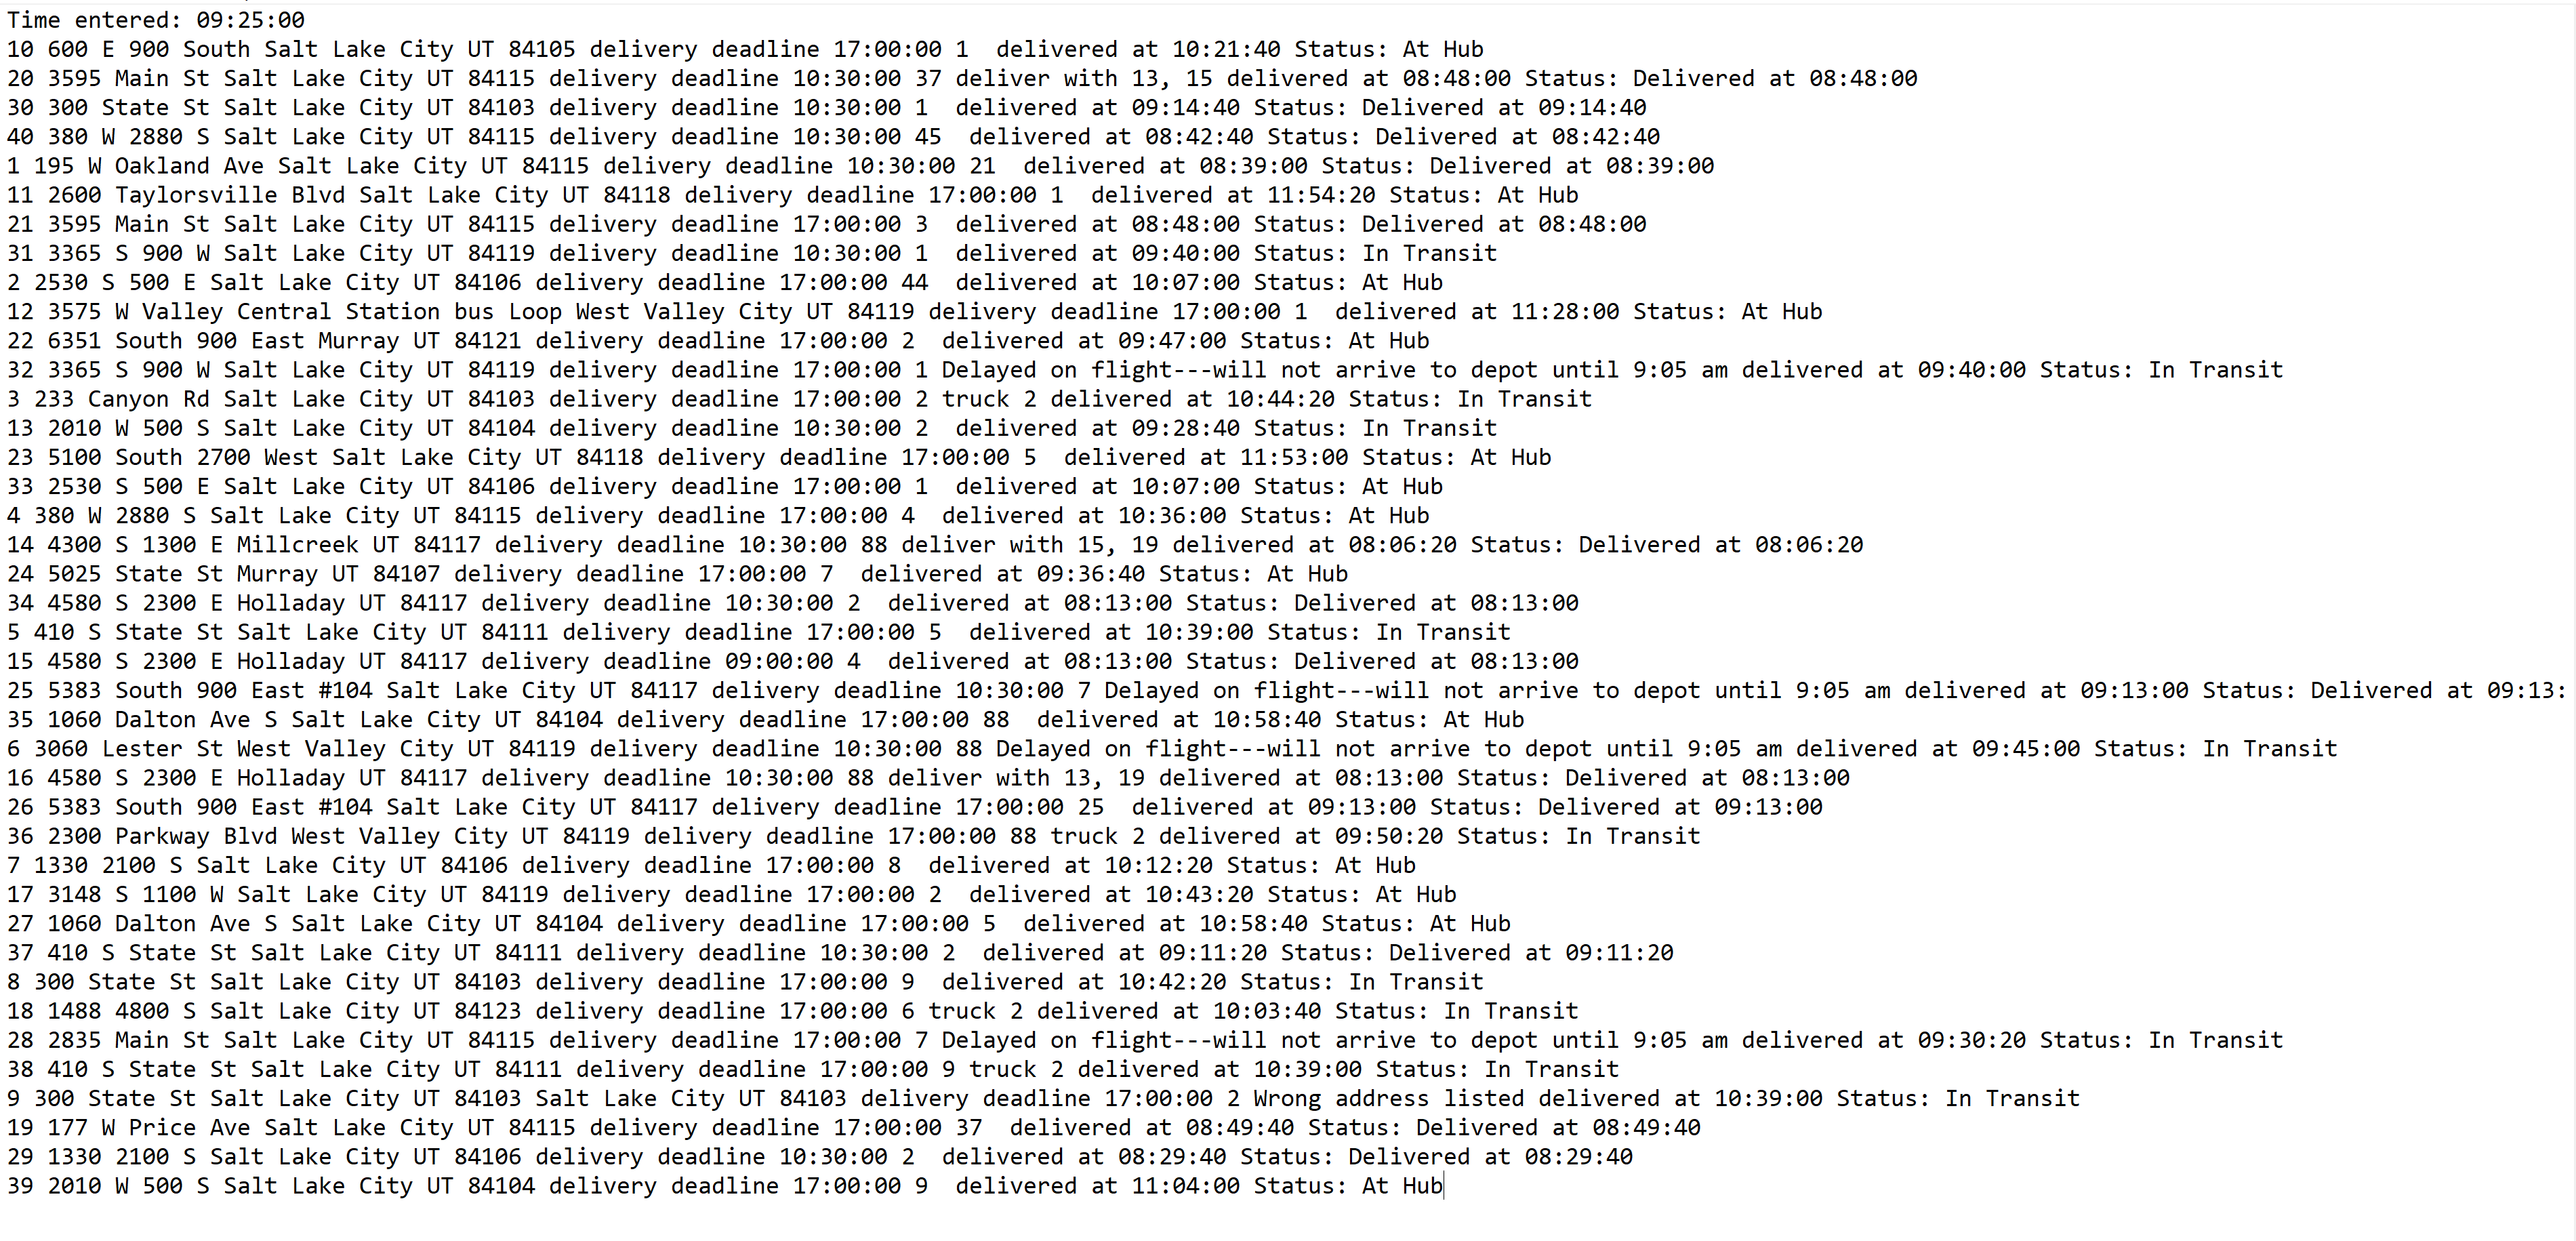 Time entered: 09:25:00
10 600 E 900 South Salt Lake City UT 84105 delivery deadline 17:00:00 1  delivered at 10:21:40 Status: At Hub
20 3595 Main St Salt Lake City UT 84115 delivery deadline 10:30:00 37 deliver with 13, 15 delivered at 08:48:00 Status: Delivered at 08:48:00
30 300 State St Salt Lake City UT 84103 delivery deadline 10:30:00 1  delivered at 09:14:40 Status: Delivered at 09:14:40
40 380 W 2880 S Salt Lake City UT 84115 delivery deadline 10:30:00 45  delivered at 08:42:40 Status: Delivered at 08:42:40
1 195 W Oakland Ave Salt Lake City UT 84115 delivery deadline 10:30:00 21  delivered at 08:39:00 Status: Delivered at 08:39:00
11 2600 Taylorsville Blvd Salt Lake City UT 84118 delivery deadline 17:00:00 1  delivered at 11:54:20 Status: At Hub
21 3595 Main St Salt Lake City UT 84115 delivery deadline 17:00:00 3  delivered at 08:48:00 Status: Delivered at 08:48:00
31 3365 S 900 W Salt Lake City UT 84119 delivery deadline 10:30:00 1  delivered at 09:40:00 Status: In Transit
2 2530 S 500 E Salt Lake City UT 84106 delivery deadline 17:00:00 44  delivered at 10:07:00 Status: At Hub
12 3575 W Valley Central Station bus Loop West Valley City UT 84119 delivery deadline 17:00:00 1  delivered at 11:28:00 Status: At Hub
22 6351 South 900 East Murray UT 84121 delivery deadline 17:00:00 2  delivered at 09:47:00 Status: At Hub
32 3365 S 900 W Salt Lake City UT 84119 delivery deadline 17:00:00 1 Delayed on flight---will not arrive to depot until 9:05 am delivered at 09:40:00 Status: In Transit
3 233 Canyon Rd Salt Lake City UT 84103 delivery deadline 17:00:00 2 truck 2 delivered at 10:44:20 Status: In Transit
13 2010 W 500 S Salt Lake City UT 84104 delivery deadline 10:30:00 2  delivered at 09:28:40 Status: In Transit
23 5100 South 2700 West Salt Lake City UT 84118 delivery deadline 17:00:00 5  delivered at 11:53:00 Status: At Hub
33 2530 S 500 E Salt Lake City UT 84106 delivery deadline 17:00:00 1  delivered at 10:07:00 Status: At Hub
4 380 W 2880 S Salt Lake City UT 84115 delivery deadline 17:00:00 4  delivered at 10:36:00 Status: At Hub
14 4300 S 1300 E Millcreek UT 84117 delivery deadline 10:30:00 88 deliver with 15, 19 delivered at 08:06:20 Status: Delivered at 08:06:20
24 5025 State St Murray UT 84107 delivery deadline 17:00:00 7  delivered at 09:36:40 Status: At Hub
34 4580 S 2300 E Holladay UT 84117 delivery deadline 10:30:00 2  delivered at 08:13:00 Status: Delivered at 08:13:00
5 410 S State St Salt Lake City UT 84111 delivery deadline 17:00:00 5  delivered at 10:39:00 Status: In Transit
15 4580 S 2300 E Holladay UT 84117 delivery deadline 09:00:00 4  delivered at 08:13:00 Status: Delivered at 08:13:00
25 5383 South 900 East #104 Salt Lake City UT 84117 delivery deadline 10:30:00 7 Delayed on flight---will not arrive to depot until 9:05 am delivered at 09:13:00 Status: Delivered at 09:13:
35 1060 Dalton Ave S Salt Lake City UT 84104 delivery deadline 17:00:00 88  delivered at 10:58:40 Status: At Hub
6 3060 Lester St West Valley City UT 84119 delivery deadline 10:30:00 88 Delayed on flight---will not arrive to depot until 9:05 am delivered at 09:45:00 Status: In Transit
16 4580 S 2300 E Holladay UT 84117 delivery deadline 10:30:00 88 deliver with 13, 19 delivered at 08:13:00 Status: Delivered at 08:13:00
26 5383 South 900 East #104 Salt Lake City UT 84117 delivery deadline 17:00:00 25  delivered at 09:13:00 Status: Delivered at 09:13:00
36 2300 Parkway Blvd West Valley City UT 84119 delivery deadline 17:00:00 88 truck 2 delivered at 09:50:20 Status: In Transit
7 1330 2100 S Salt Lake City UT 84106 delivery deadline 17:00:00 8  delivered at 10:12:20 Status: At Hub
17 3148 S 1100 W Salt Lake City UT 84119 delivery deadline 17:00:00 2  delivered at 10:43:20 Status: At Hub
27 1060 Dalton Ave S Salt Lake City UT 84104 delivery deadline 17:00:00 5  delivered at 10:58:40 Status: At Hub
37 410 S State St Salt Lake City UT 84111 delivery deadline 10:30:00 2  delivered at 09:11:20 Status: Delivered at 09:11:20
8 300 State St Salt Lake City UT 84103 delivery deadline 17:00:00 9  delivered at 10:42:20 Status: In Transit
18 1488 4800 S Salt Lake City UT 84123 delivery deadline 17:00:00 6 truck 2 delivered at 10:03:40 Status: In Transit
28 2835 Main St Salt Lake City UT 84115 delivery deadline 17:00:00 7 Delayed on flight---will not arrive to depot until 9:05 am delivered at 09:30:20 Status: In Transit
38 410 S State St Salt Lake City UT 84111 delivery deadline 17:00:00 9 truck 2 delivered at 10:39:00 Status: In Transit
9 300 State St Salt Lake City UT 84103 Salt Lake City UT 84103 delivery deadline 17:00:00 2 Wrong address listed delivered at 10:39:00 Status: In Transit
19 177 W Price Ave Salt Lake City UT 84115 delivery deadline 17:00:00 37  delivered at 08:49:40 Status: Delivered at 08:49:40
29 1330 2100 S Salt Lake City UT 84106 delivery deadline 10:30:00 2  delivered at 08:29:40 Status: Delivered at 08:29:40
39 2010 W 500 S Salt Lake City UT 84104 delivery deadline 17:00:00 9  delivered at 11:04:00 Status: At Hub